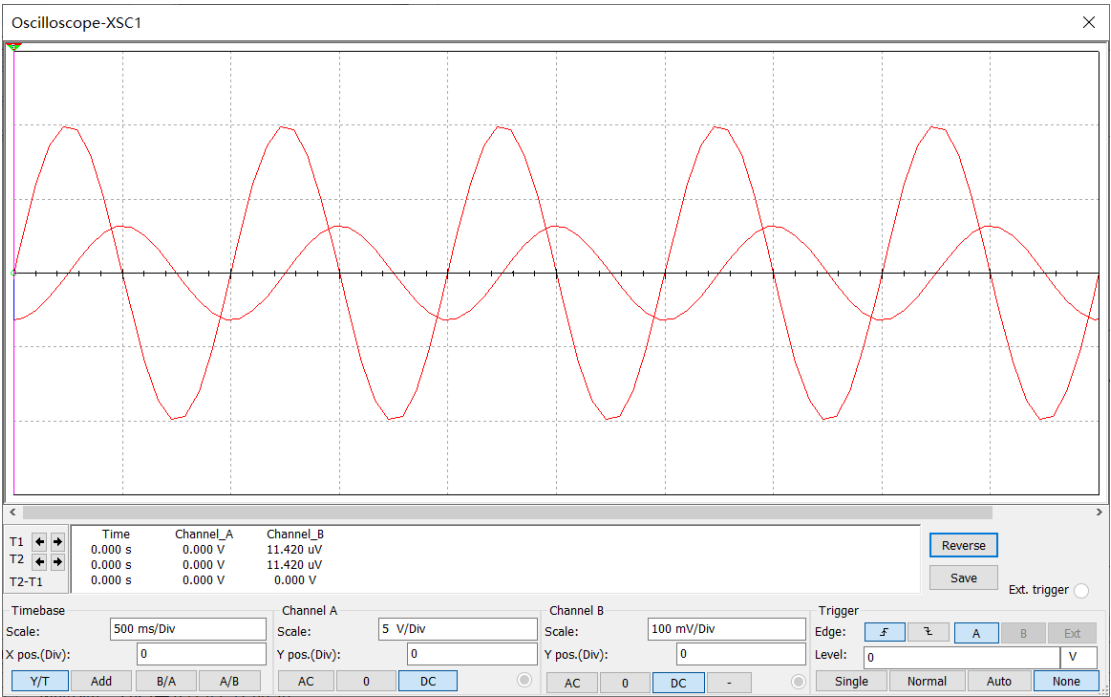 Oscilloscope-XSC1
Time Channel_A Channel_B
T1 0.000 s 0.000 V 11.420 uV
T2 0.000 s 0.000 V 11.420 uV
T2-T1 0.000 s 0.000 V 0.000 V
Reverse
Save
Ext. trigger
Timebase
Scale: 500 ms/Div
X pos.(Div): 0
Y/T Add B/A A/B
Channel A
Scale: 5 V/Div
Y pos.(Div): 0
AC 0 DC
Channel B
Scale: 100 mV/Div
Y pos.(Div): 0
AC 0 DC -
Trigger
Edge: A B Ext
Level: 0 V
Single Normal Auto None